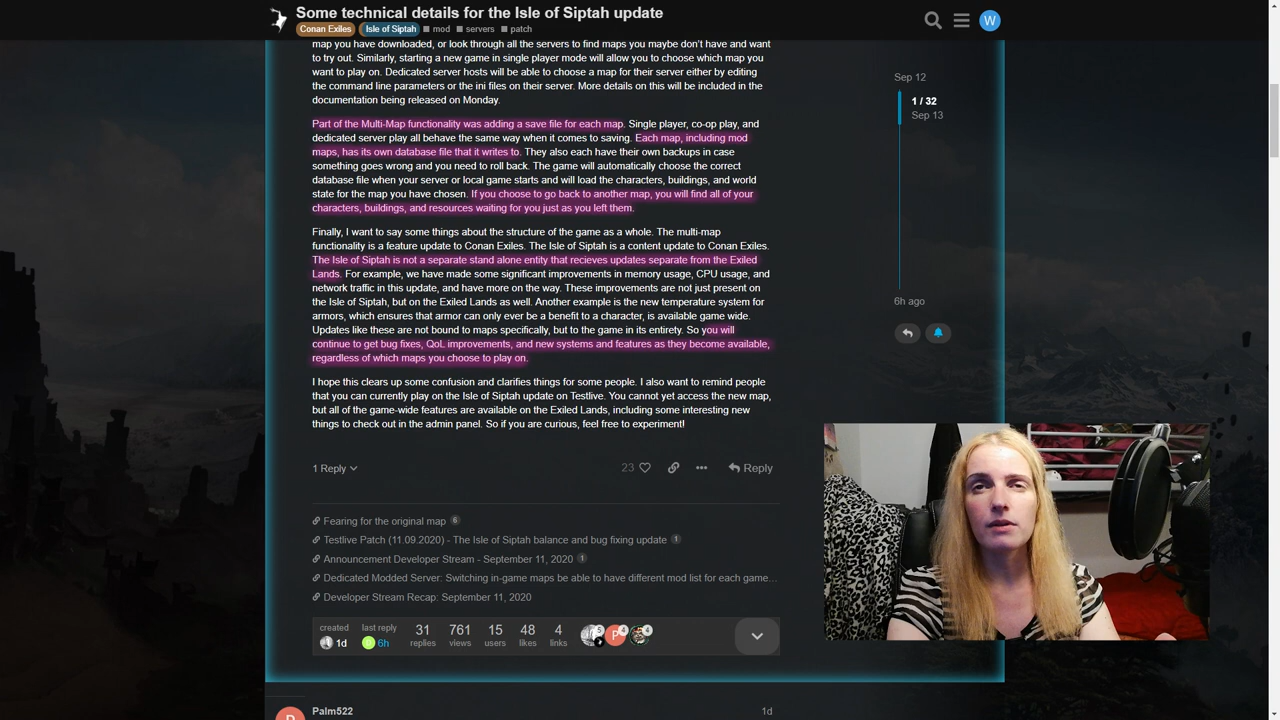 Some technical details for the Isle of Siptah update
Conan Exiles Isle of Siptah mod servers patch
W
map you have downloaded, or look through all the servers to find maps you maybe don't have and want
to try out. Similarly, starting a new game in single player mode will allow you to choose which map you
want to play on. Dedicated server hosts will be able to choose a map for their server either by editing
the command line parameters or the ini files on their server. More details on this will be included in the
documentation being released on Monday.
Part of the Multi-Map functionality was adding a save file for each map. Single player, co-op play, and
dedicated server play all behave the same way when it comes to saving. Each map, including mod
maps, has its own database file that it writes to. They also each have their own backups in case
something goes wrong and you need to roll back. The game will automatically choose the correct
database file when your server or local game starts and will load the characters, buildings, and world
state for the map you have chosen. If you choose to go back to another map, you will find all of your
characters, buildings, and resources waiting for you just as you left them.
Finally, I want to say some things about the structure of the game as a whole. The multi-map
functionality is a feature update to Conan Exiles. The Isle of Siptah is a content update to Conan Exiles.
The Isle of Siptah is not a separate stand alone entity that recieves updates separate from the Exiled
Lands. For example, we have made some significant improvements in memory usage, CPU usage, and
network traffic in this update, and have more on the way. These improvements are not just present on
the Isle of Siptah, but on the Exiled Lands as well. Another example is the new temperature system for
armors, which ensures that armor can only ever be a benefit to a character, is available game wide.
Updates like these are not bound to maps specifically, but to the game in its entirety. So you will
continue to get bug fixes, QoL improvements, and new systems and features as they become available,
regardless of which maps you choose to play on.
I hope this clears up some confusion and clarifies things for some people. I also want to remind people
that you can currently play on the Isle of Siptah update on Testlive. You cannot yet access the new map,
but all of the game-wide features are available on the Exiled Lands, including some interesting new
things to check out in the admin panel. So if you are curious, feel free to experiment!
1 Reply 23 Reply
Fearing for the original map 6
Testlive Patch (11.09.2020) - The Isle of Siptah balance and bug fixing update 1
Announcement Developer Stream - September 11, 2020 1
Dedicated Modded Server: Switching in-game maps be able to have different mod list for each game…
Developer Stream Recap: September 11, 2020
created last reply 31 761 15 48 4
1d 6h replies views users likes links
5 P 4 4
Palm522 1d
Sep 12
1 / 32
Sep 13
6h ago